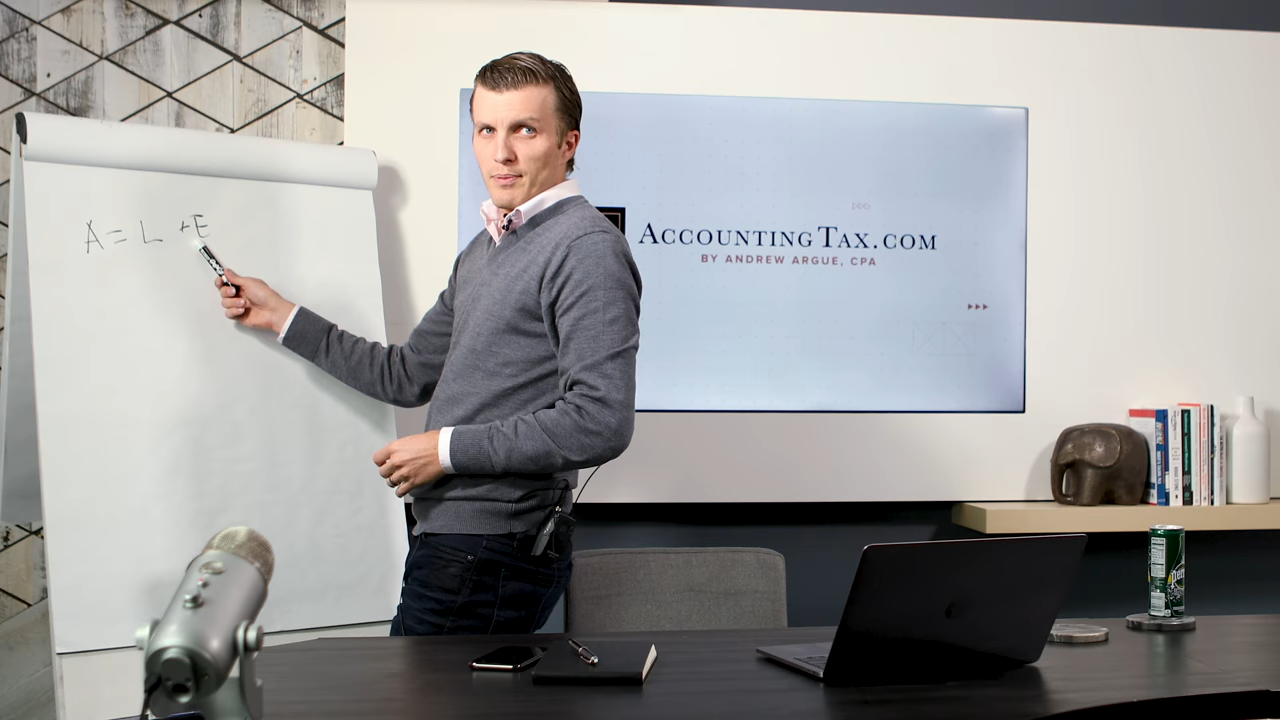 A = L + E
ACCOUNTINGTAX.COM
BY ANDREW ARGUE, CPA